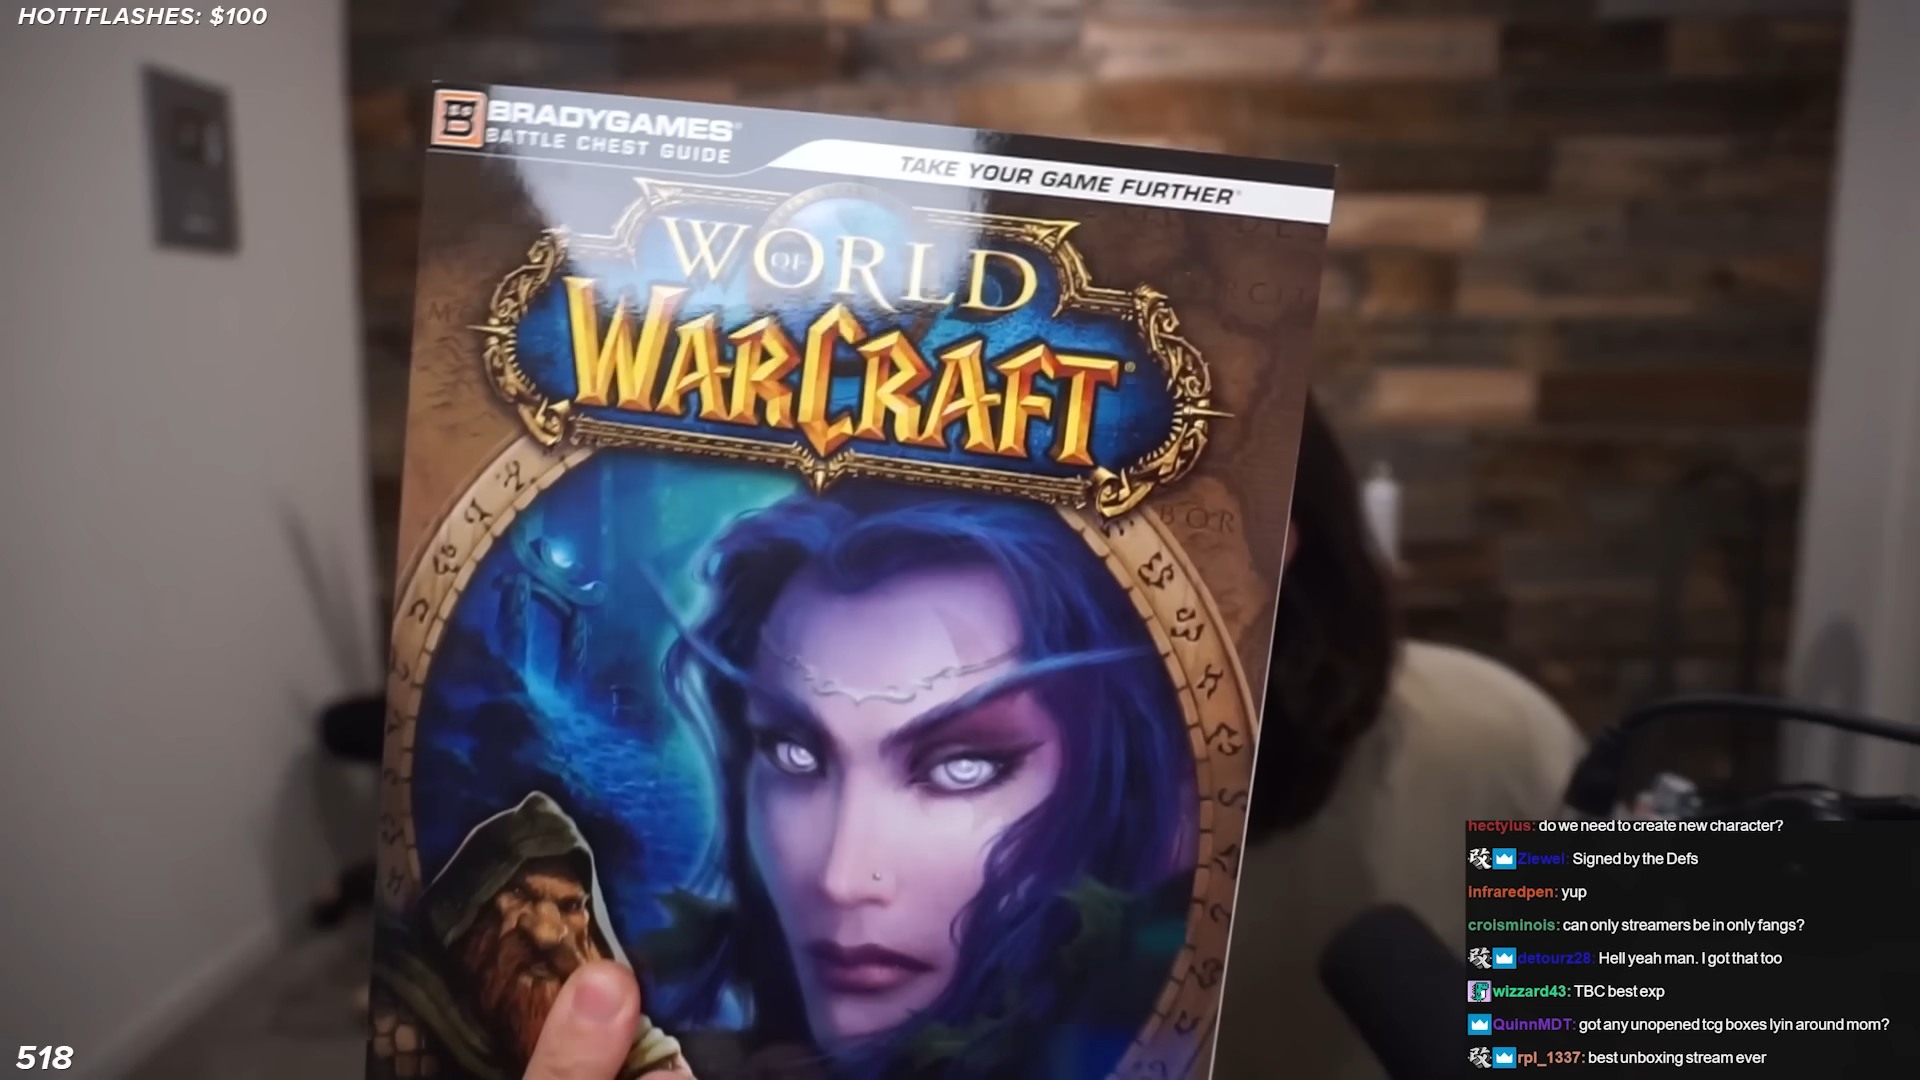 HOTTFLASHES: $100
BRADYGAMES
BATTLE CHEST GUIDE
TAKE YOUR GAME FURTHER®
WORLD
OF
WARCRAFT®
BOR
hectylus: do we need to create new character?
Ziewel: Signed by the Defs
infraredpen: yup
croisminois: can only streamers be in only fangs?
detourz28: Hell yeah man. I got that too
wizzard43: TBC best exp
QuinnMDT: got any unopened tcg boxes lyin around mom?
rpl_1337: best unboxing stream ever
518